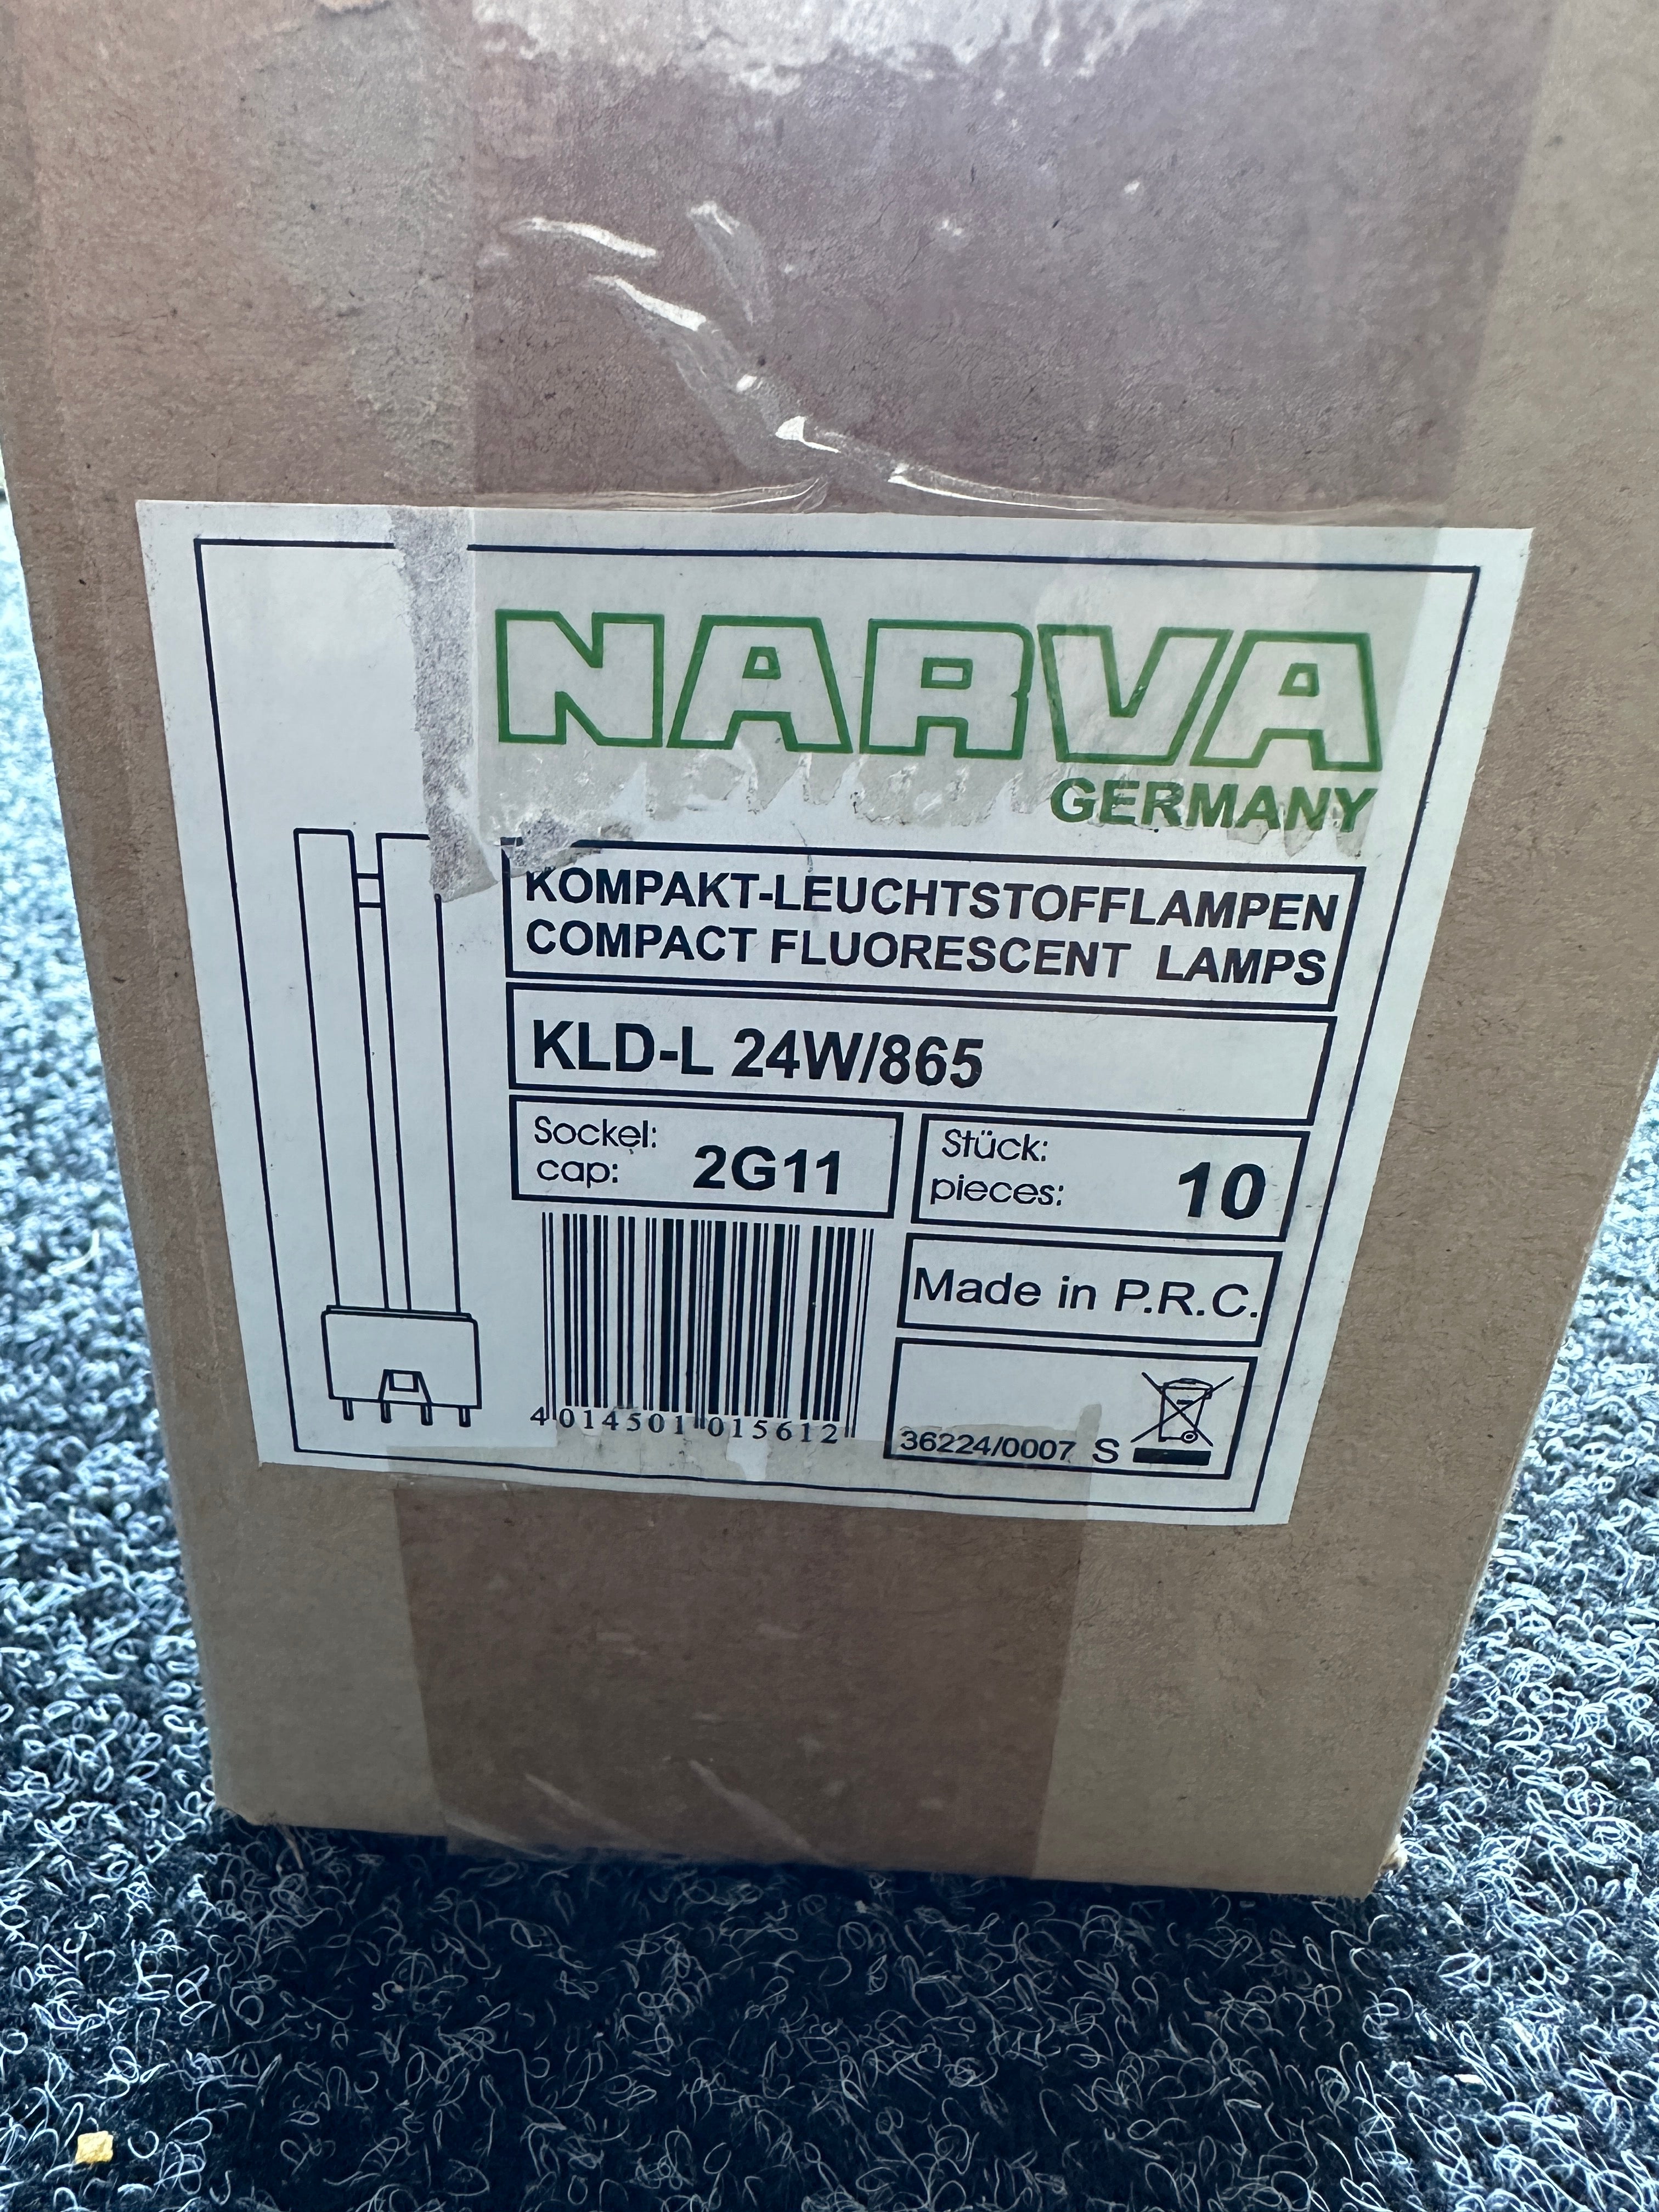 NARVA
GERMANY
KOMPAKT-LEUCHTSTOFFLAMPEN
COMPACT FLUORESCENT LAMPS
KLD-L 24W/865
Sockel:
cap: 2G11
Stück:
pieces: 10
Made in P.R.C.
4 014501 015612
36224/0007 S